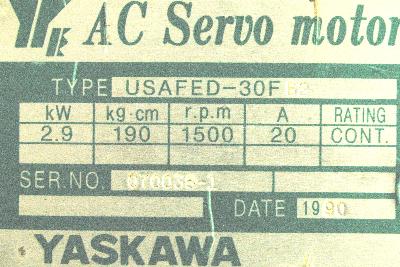 AC Servo motor
TYPE USAFED-30F
kW kg·cm r.p.m A RATING
2.9 190 1500 20 CONT.
SER.NO.
DATE 1990
YASKAWA